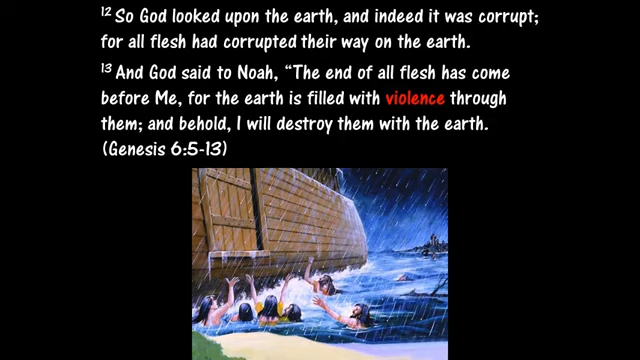 12 So God looked upon the earth, and indeed it was corrupt;
for all flesh had corrupted their way on the earth.
13 And God said to Noah, “The end of all flesh has come
before Me, for the earth is filled with violence through
them; and behold, I will destroy them with the earth.
(Genesis 6:5-13)